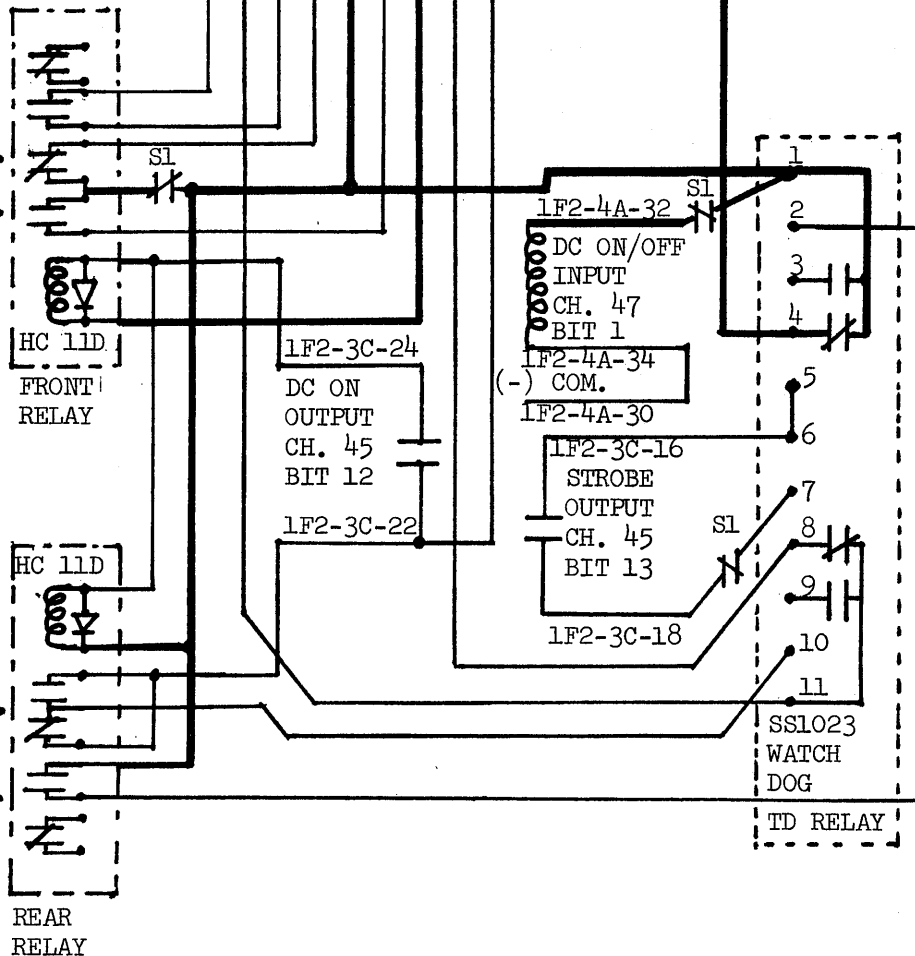 S1
HC 11D
FRONT
RELAY
1F2-3C-24
DC ON
OUTPUT
CH. 45
BIT 12
1F2-3C-22
1F2-4A-32
S1
DC ON/OFF
INPUT
CH. 47
BIT 1
1F2-4A-34
(-) COM.
1F2-4A-30
1F2-3C-16
STROBE
OUTPUT
CH. 45
BIT 13
S1
1F2-3C-18
1
2
3
4
5
6
7
8
9
10
11
SS1023
WATCH
DOG
TD RELAY
HC 11D
REAR
RELAY